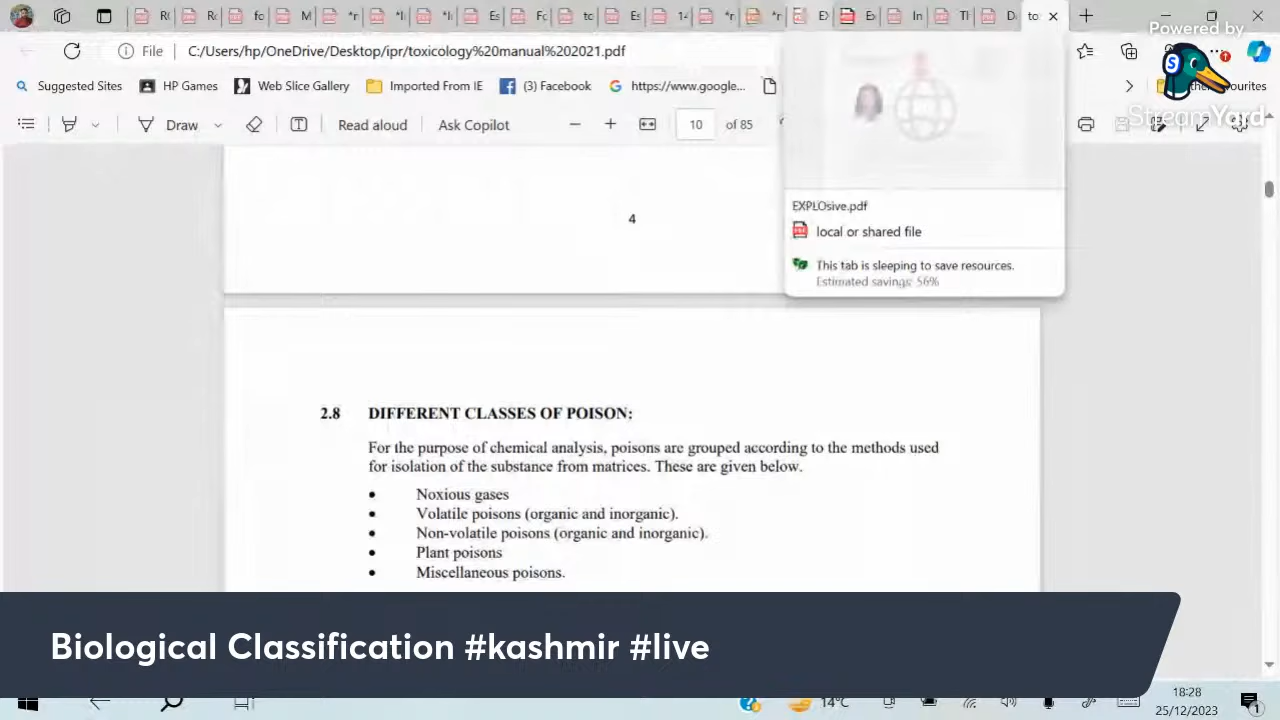 Powered by
StreamYard
to
File
C:/Users/hp/OneDrive/Desktop/ipr/toxicology%20manual%202021.pdf
Suggested Sites
HP Games
Web Slice Gallery
Imported From IE
(3) Facebook
https://www.google...
Draw
Read aloud
Ask Copilot
10
of 85
4
EXPLOsive.pdf
local or shared file
This tab is sleeping to save resources.
Estimated savings: 56%
2.8 DIFFERENT CLASSES OF POISON:
For the purpose of chemical analysis, poisons are grouped according to the methods used
for isolation of the substance from matrices. These are given below.
• Noxious gases
• Volatile poisons (organic and inorganic).
• Non-volatile poisons (organic and inorganic).
• Plant poisons
• Miscellaneous poisons.
Biological Classification #kashmir #live
14°C
18:28
25/12/2023